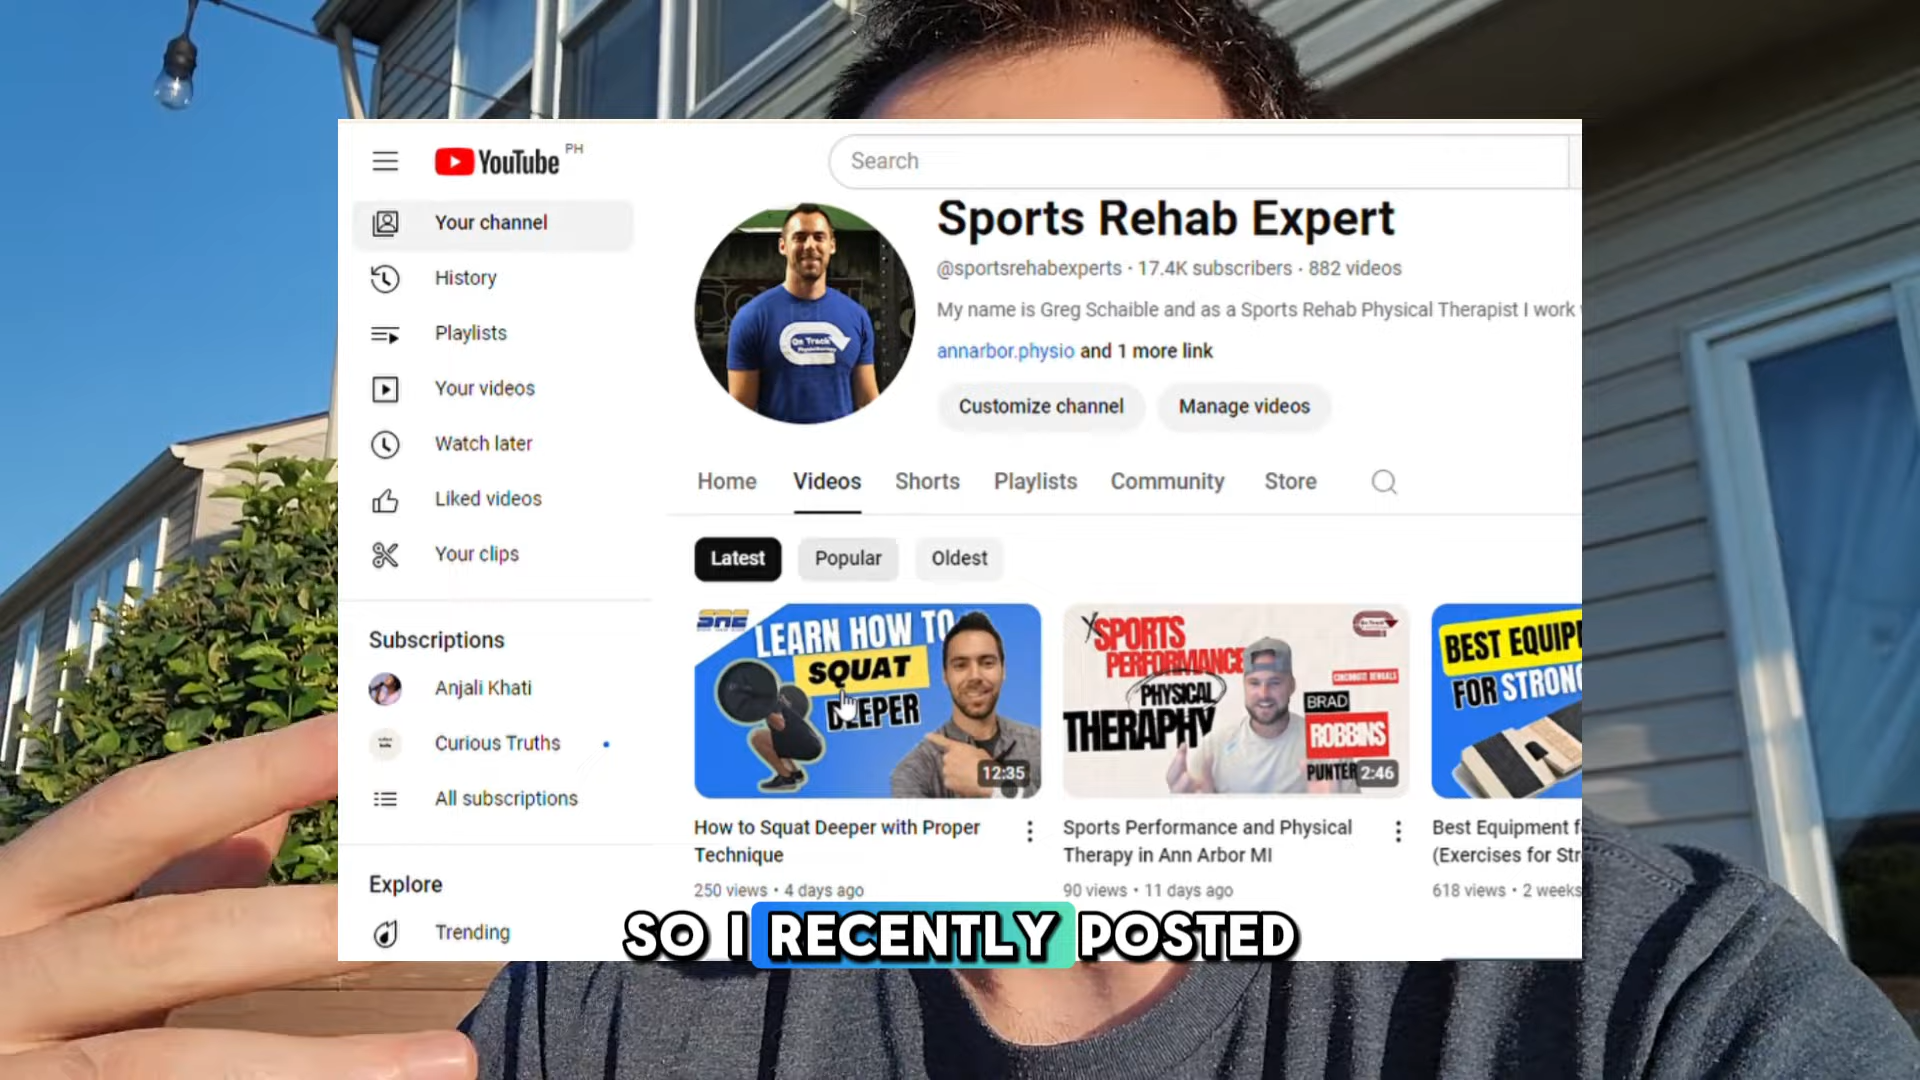 YouTube PH
Search
Your channel
History
Playlists
Your videos
Watch later
Liked videos
Your clips
Subscriptions
Anjali Khati
Curious Truths
All subscriptions
Explore
Trending
Sports Rehab Expert
@sportsrehabexperts · 17.4K subscribers · 882 videos
My name is Greg Schaible and as a Sports Rehab Physical Therapist I work
annarbor.physio and 1 more link
Customize channel
Manage videos
On Track
Home
Videos
Shorts
Playlists
Community
Store
Latest
Popular
Oldest
SRE
LEARN HOW TO
SQUAT
DEEPER
12:35
SPORTS
PERFORMANCE
PHYSICAL
THERAPHY
CINCINNATI BENGALS
BRAD
ROBBINS
PUNTER
2:46
BEST EQUIP
FOR STRON
How to Squat Deeper with Proper
Technique
250 views • 4 days ago
Sports Performance and Physical
Therapy in Ann Arbor MI
90 views • 11 days ago
Best Equipment f
(Exercises for Str
618 views • 2 weeks
SO I RECENTLY POSTED